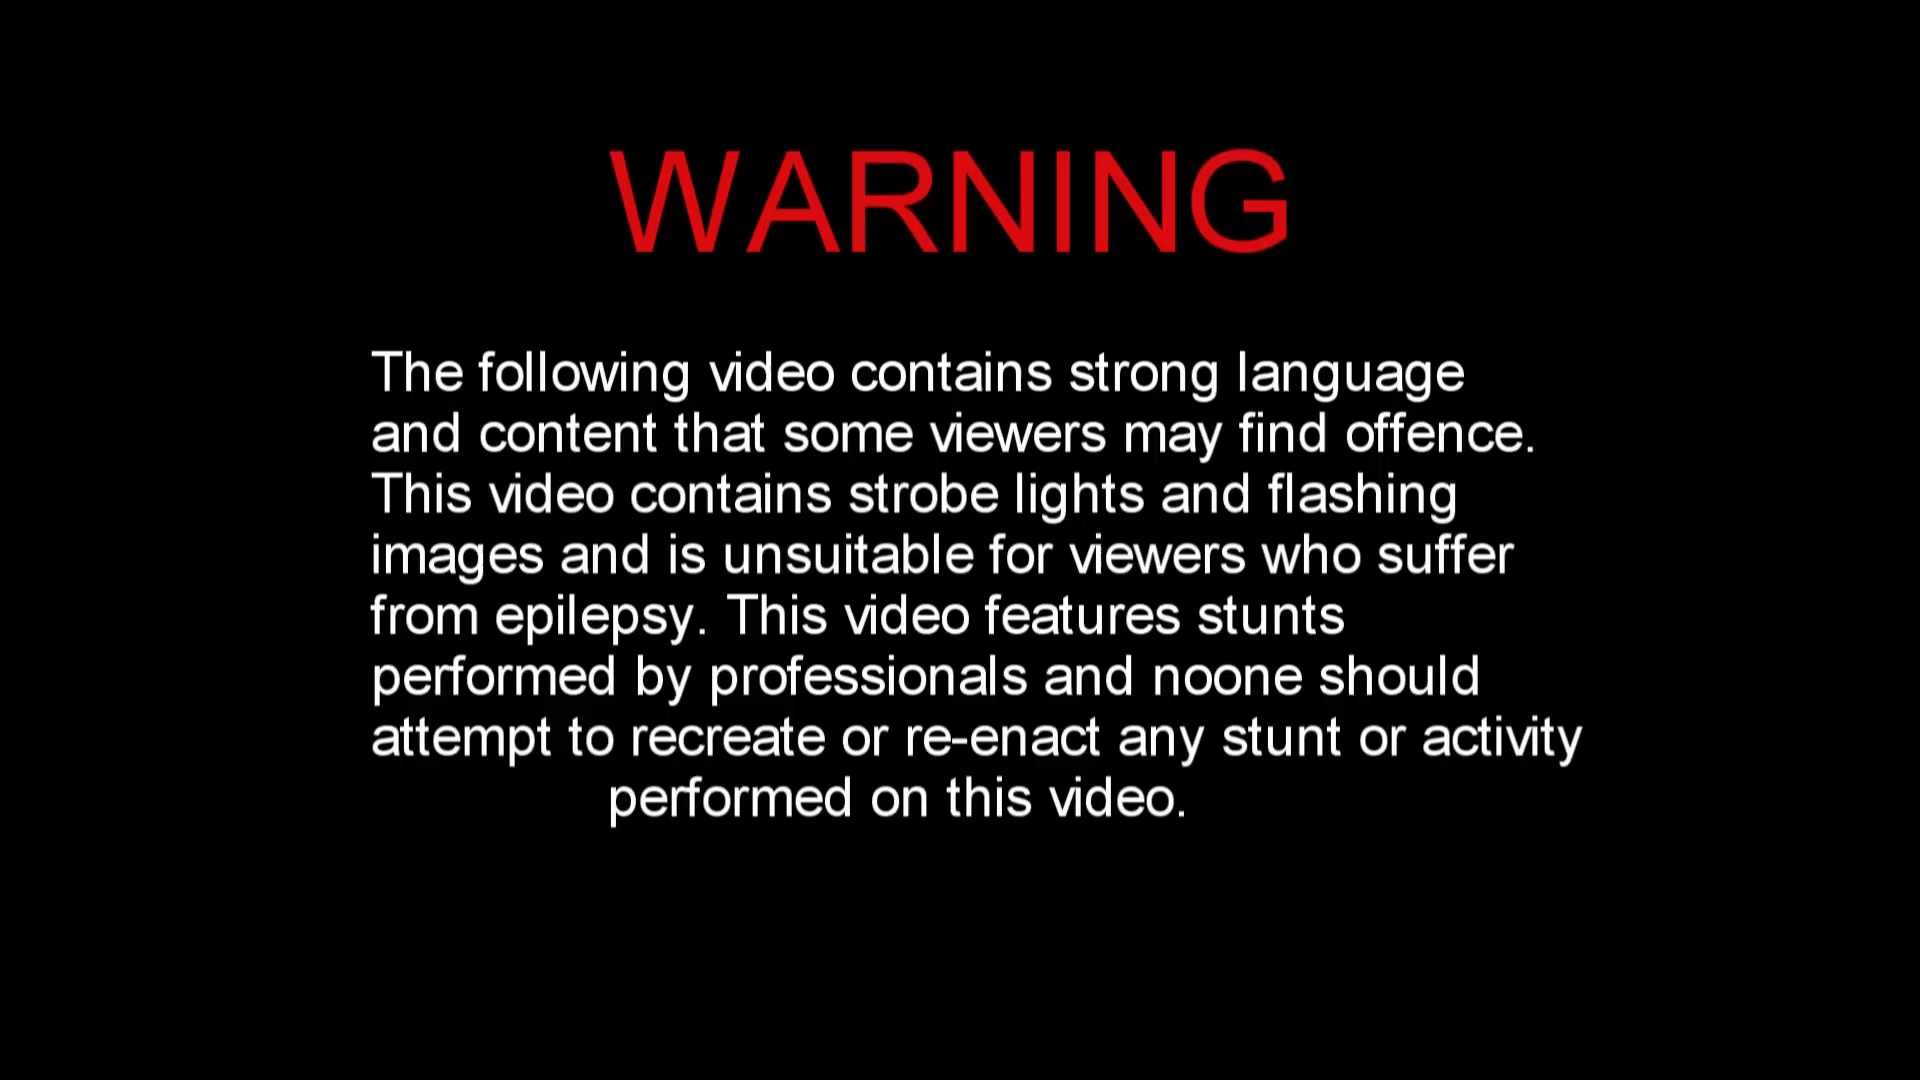 WARNING
The following video contains strong language
and content that some viewers may find offence.
This video contains strobe lights and flashing
images and is unsuitable for viewers who suffer
from epilepsy. This video features stunts
performed by professionals and noone should
attempt to recreate or re-enact any stunt or activity
performed on this video.